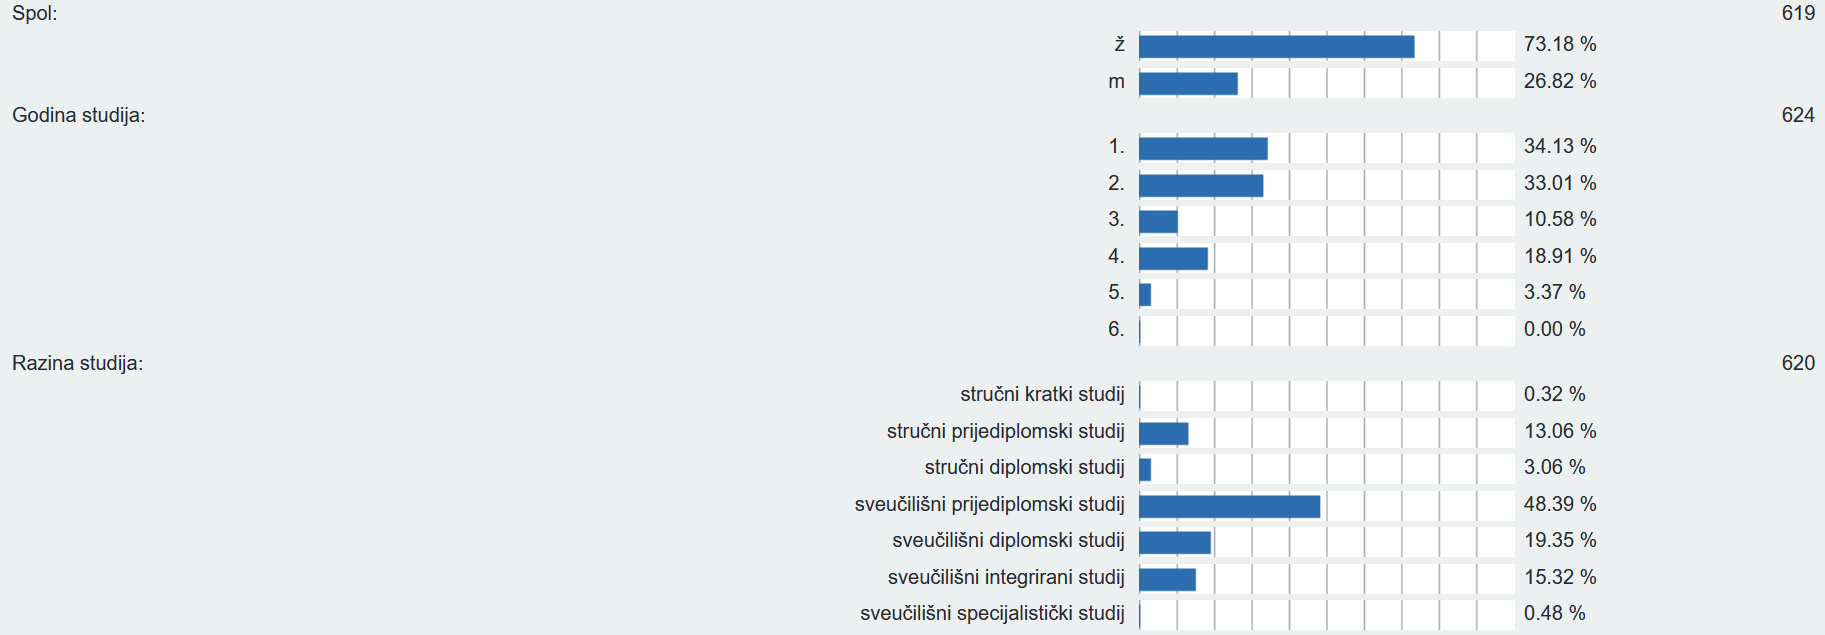 Spol: 619
ž 73.18 %
m 26.82 %
Godina studija: 624
1. 34.13 %
2. 33.01 %
3. 10.58 %
4. 18.91 %
5. 3.37 %
6. 0.00 %
Razina studija: 620
stručni kratki studij 0.32 %
stručni prijediplomski studij 13.06 %
stručni diplomski studij 3.06 %
sveučilišni prijediplomski studij 48.39 %
sveučilišni diplomski studij 19.35 %
sveučilišni integrirani studij 15.32 %
sveučilišni specijalistički studij 0.48 %